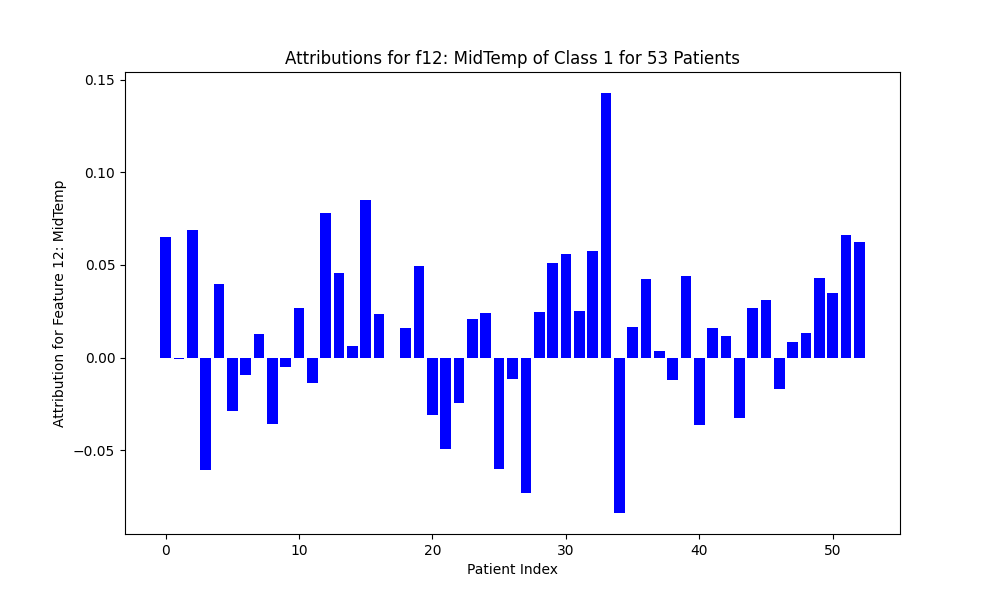 Attributions for f12: MidTemp of Class 1 for 53 Patients
Attribution for Feature 12: MidTemp
0.15
0.10
0.05
0.00
−0.05
0 10 20 30 40 50
Patient Index